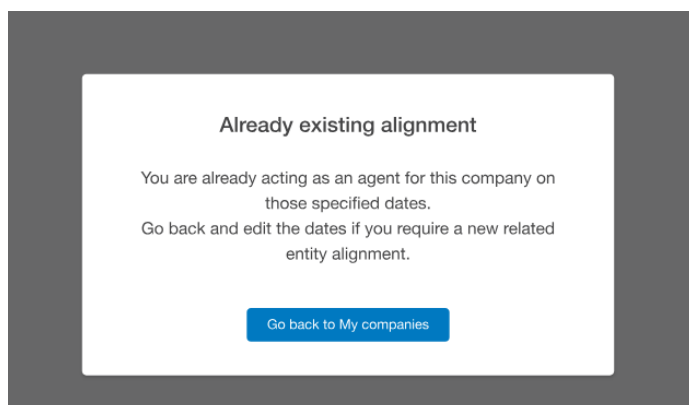 Already existing alignment
You are already acting as an agent for this company on
those specified dates.
Go back and edit the dates if you require a new related
entity alignment.
Go back to My companies